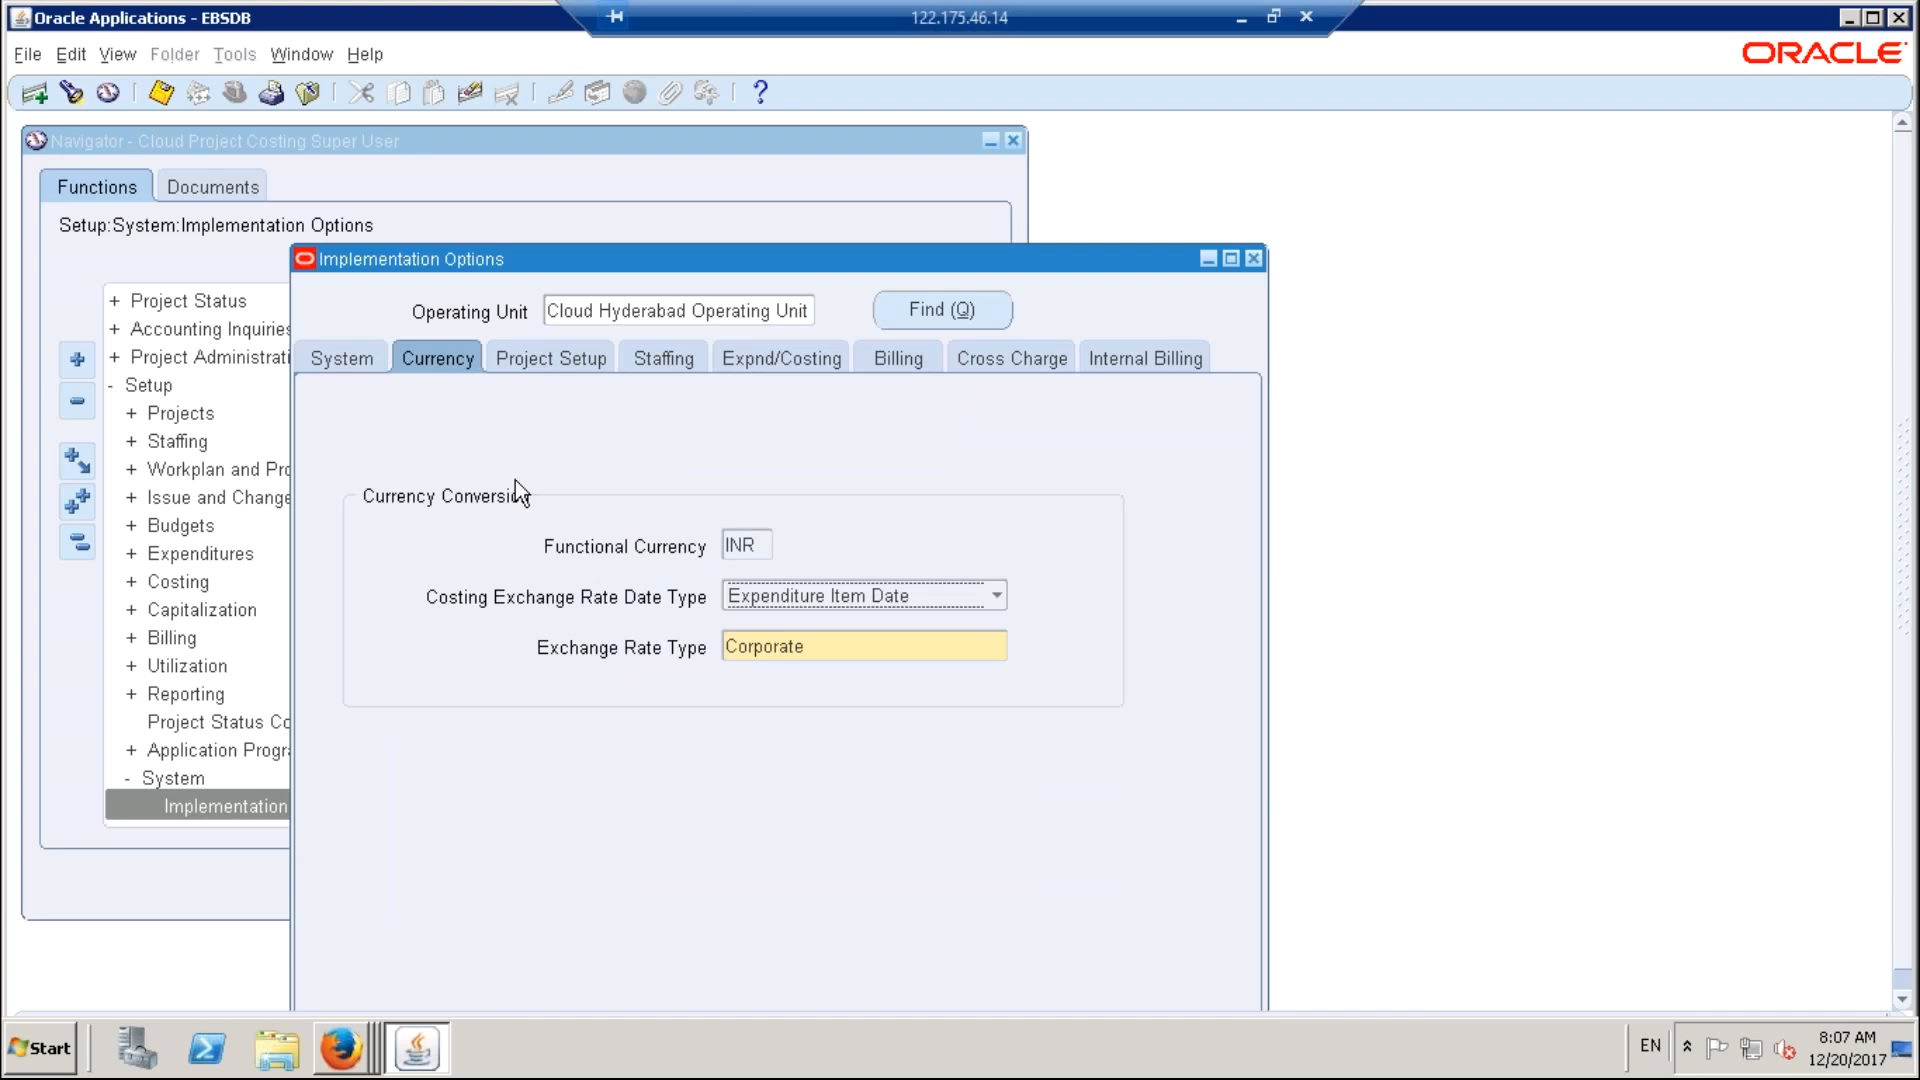 Oracle Applications - EBSDB
122.175.46.14
File Edit View Folder Tools Window Help
ORACLE
Navigator - Cloud Project Costing Super User
Functions Documents
Setup:System:Implementation Options
Implementation Options
Operating Unit Cloud Hyderabad Operating Unit Find (Q)
System Currency Project Setup Staffing Expnd/Costing Billing Cross Charge Internal Billing
+ Project Status
+ Accounting Inquiries
+ Project Administrati
- Setup
+ Projects
+ Staffing
+ Workplan and Pro
+ Issue and Change
+ Budgets
+ Expenditures
+ Costing
+ Capitalization
+ Billing
+ Utilization
+ Reporting
Project Status Co
+ Application Progra
- System
Implementation
Currency Conversion
Functional Currency INR
Costing Exchange Rate Date Type Expenditure Item Date
Exchange Rate Type Corporate
Start
EN
8:07 AM
12/20/2017